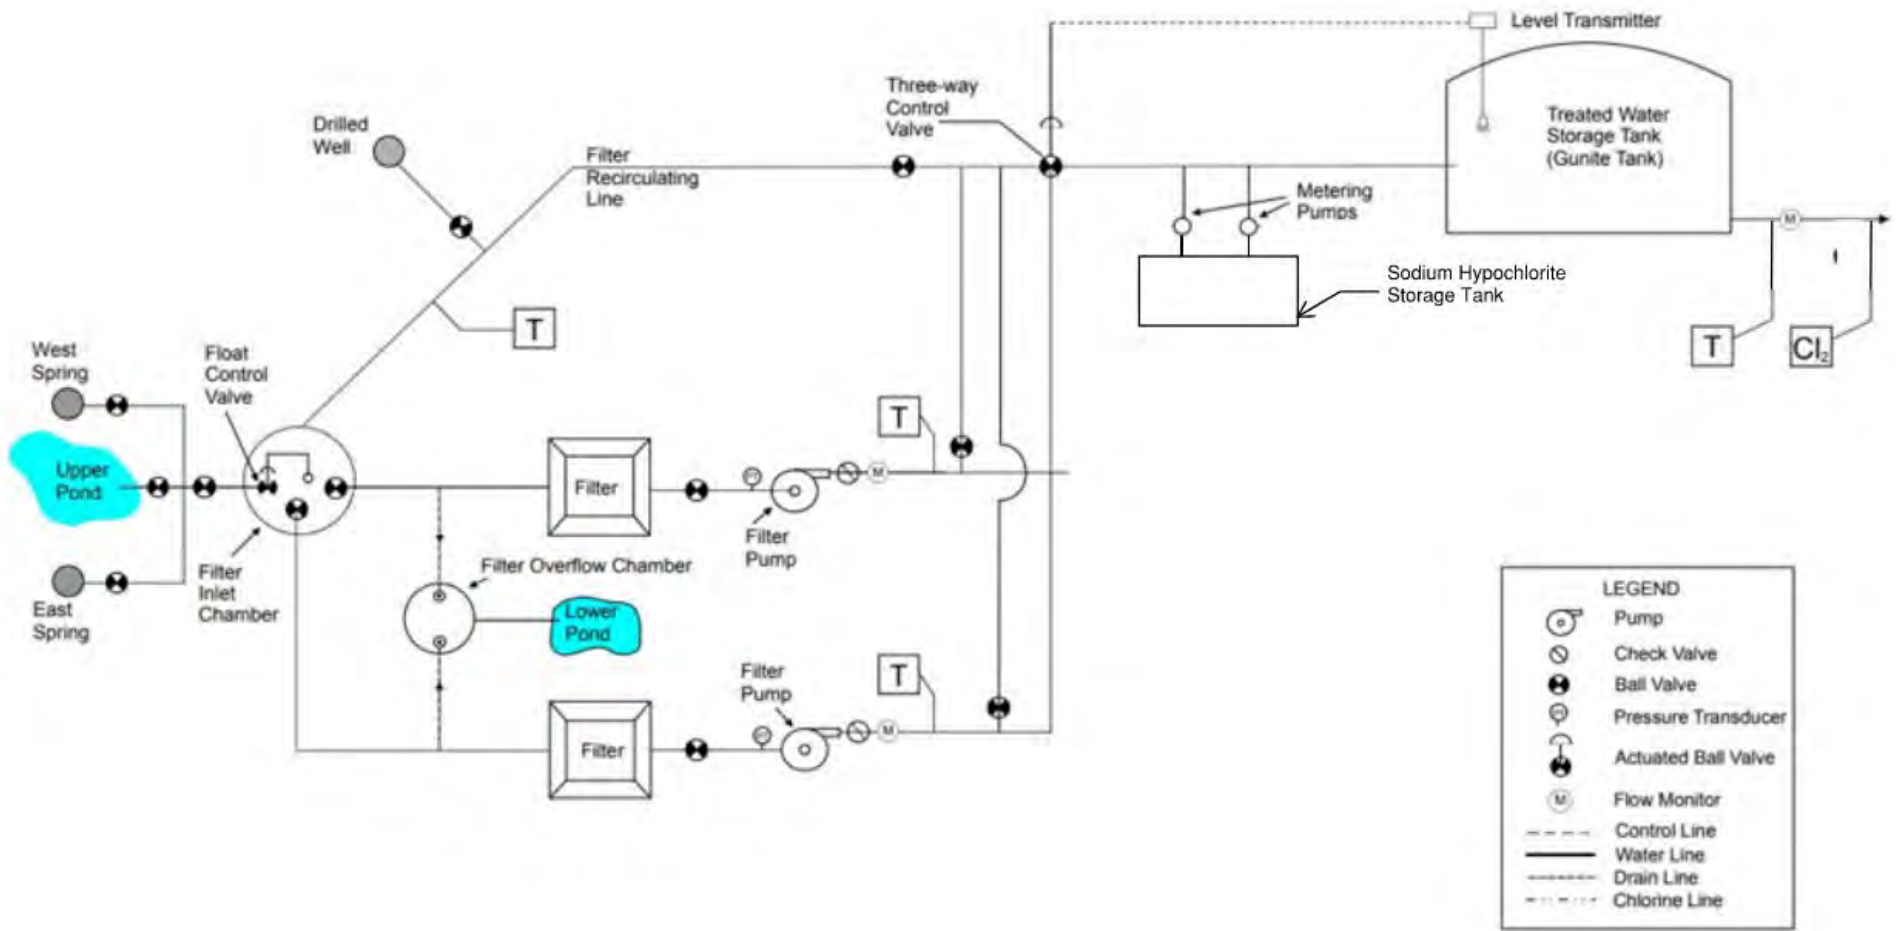 Level Transmitter
Three-way
Control
Valve
Treated Water
Storage Tank
(Gunite Tank)
Drilled
Well
Filter
Recirculating
Line
Metering
Pumps
M
Sodium Hypochlorite
Storage Tank
T
T
Cl2
West
Spring
Float
Control
Valve
T
Upper
Pond
Filter
M
Filter
Pump
Filter Overflow Chamber
Filter
Inlet
Chamber
East
Spring
Lower
Pond
T
Filter
Pump
M
Filter
LEGEND
Pump
Check Valve
Ball Valve
Pressure Transducer
Actuated Ball Valve
M
Flow Monitor
Control Line
Water Line
Drain Line
Chlorine Line